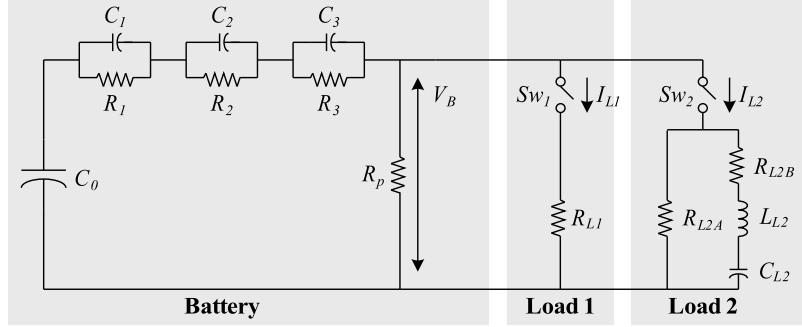 C1 C2 C3
R1 R2 R3
C0
Rp
VB
Sw1 IL1
RL1
Sw2 IL2
RL2A
RL2B
LL2
CL2
Battery Load 1 Load 2